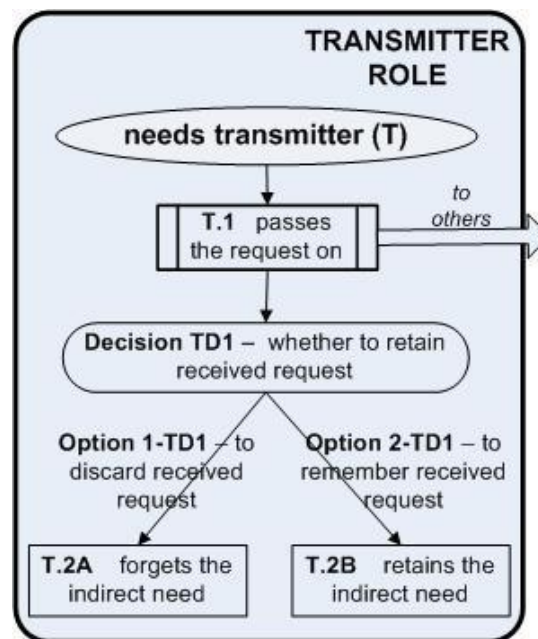 TRANSMITTER
ROLE
needs transmitter (T)
T.1 passes
the request on
to
others
Decision TD1 – whether to retain
received request
Option 1-TD1 – to
discard received
request
Option 2-TD1 – to
remember received
request
T.2A forgets the
indirect need
T.2B retains the
indirect need